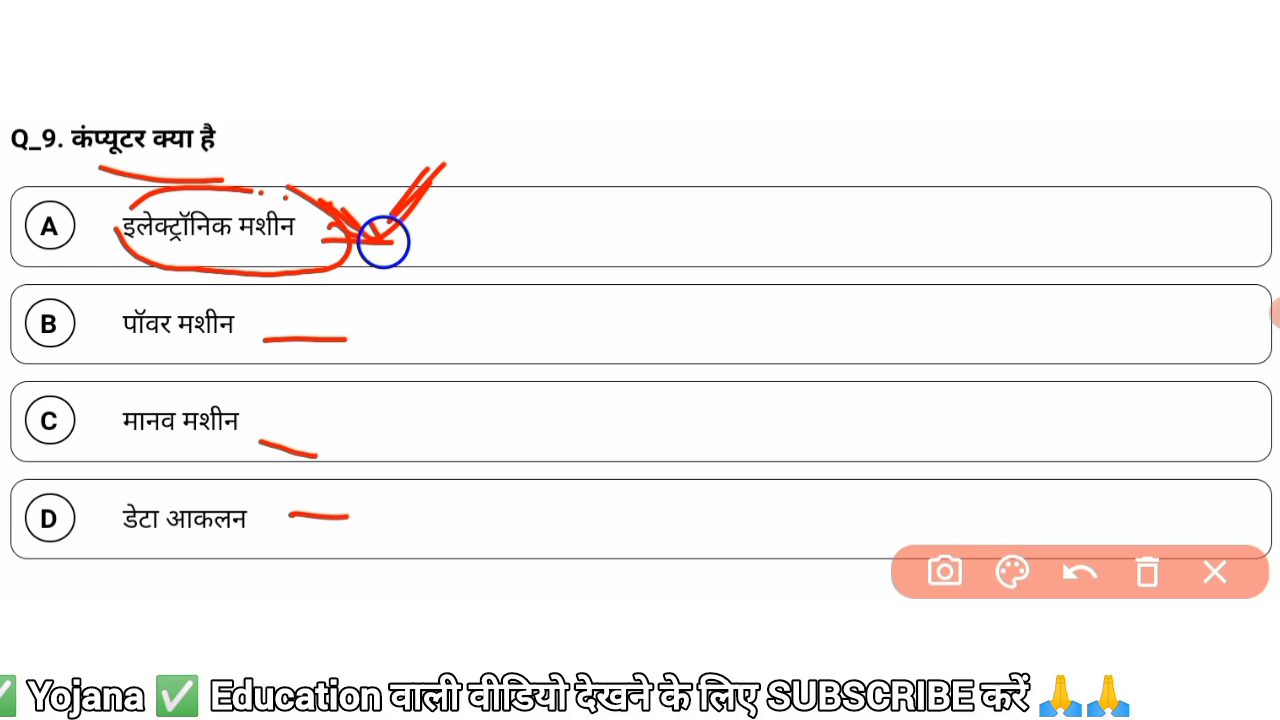 Q_9. कंप्यूटर क्या है
A इलेक्ट्रॉनिक मशीन
B पॉवर मशीन
C मानव मशीन
D डेटा आकलन
✅ Yojana ✅ Education वाली वीडियो देखने के लिए SUBSCRIBE करें 🙏🙏